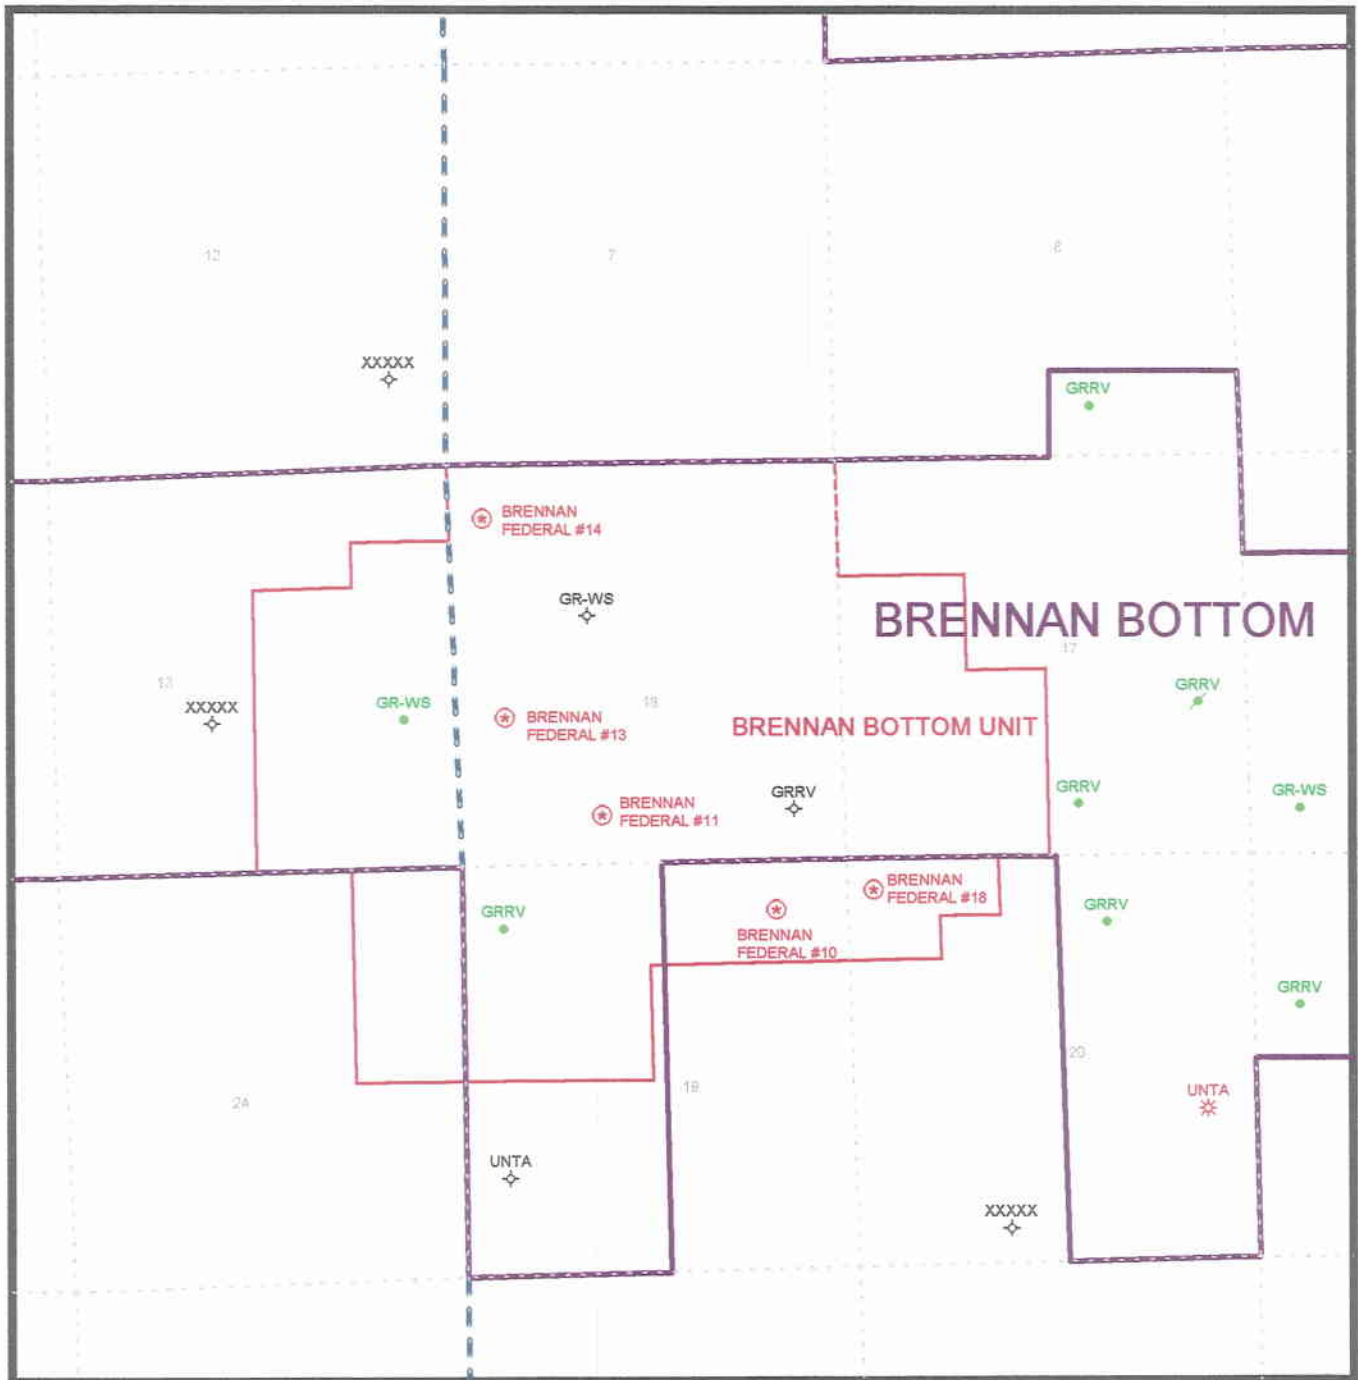 12
7
8
XXXXX
GRRV
BRENNAN
FEDERAL #14
GR-WS
BRENNAN BOTTOM
17
13
XXXXX
GR-WS
18
GRRV
BRENNAN
FEDERAL #13
BRENNAN BOTTOM UNIT
GRRV
GRRV
GR-WS
BRENNAN
FEDERAL #11
BRENNAN
FEDERAL #18
GRRV
GRRV
BRENNAN
FEDERAL #10
GRRV
20
19
24
UNTA
UNTA
XXXXX